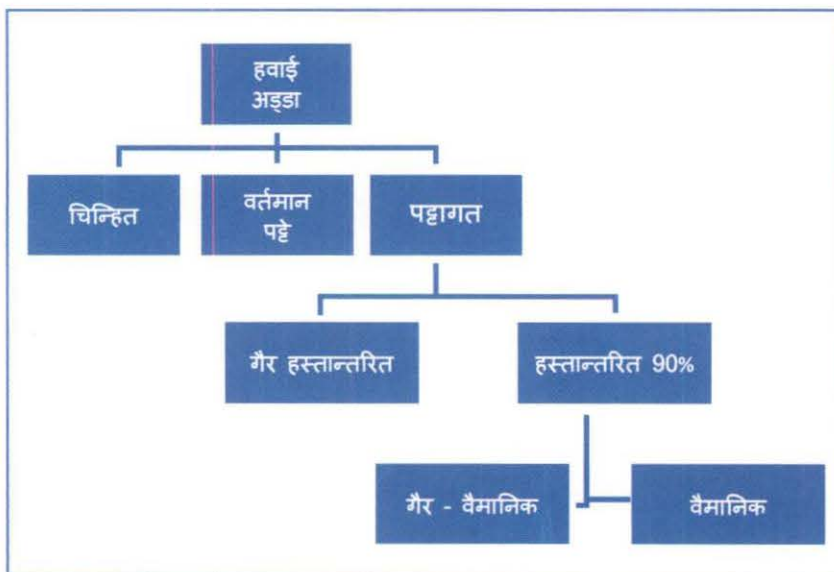 हवाई
अड्डा
चिन्हित
वर्तमान
पट्टे
पट्टागत
गैर हस्तान्तरित
हस्तान्तरित 90%
गैर - वैमानिक
वैमानिक